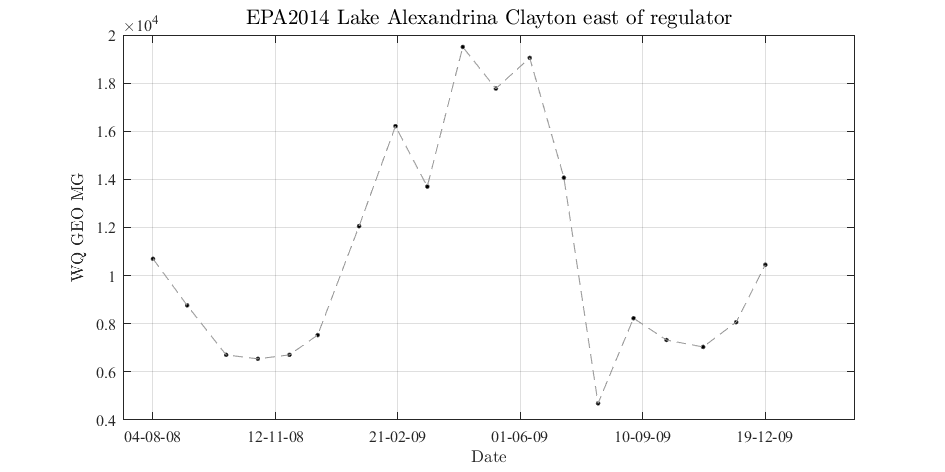 EPA2014 Lake Alexandrina Clayton east of regulator
×10⁴
2
1.8
1.6
1.4
1.2
1
0.8
0.6
0.4
WQ GEO MG
04-08-08 12-11-08 21-02-09 01-06-09 10-09-09 19-12-09
Date